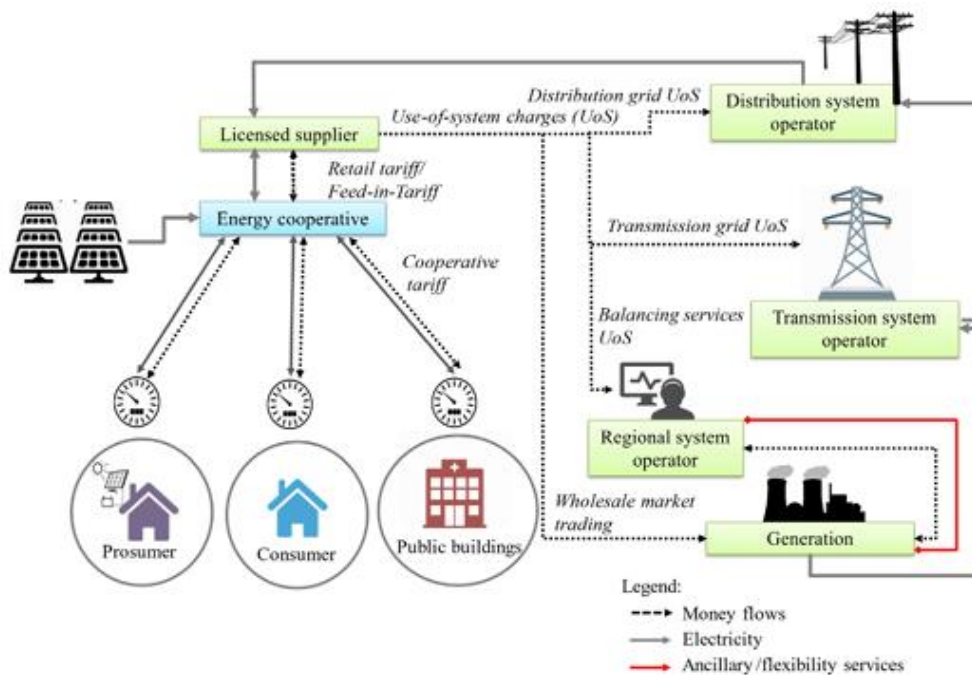 Distribution grid UoS
Use-of-system charges (UoS)
Distribution system
operator
Licensed supplier
Retail tariff/
Feed-in-Tariff
Energy cooperative
Transmission grid UoS
Cooperative
tariff
Balancing services
UoS
Transmission system
operator
Regional system
operator
Wholesale market
trading
Generation
Prosumer
Consumer
Public buildings
Legend:
Money flows
Electricity
Ancillary/flexibility services